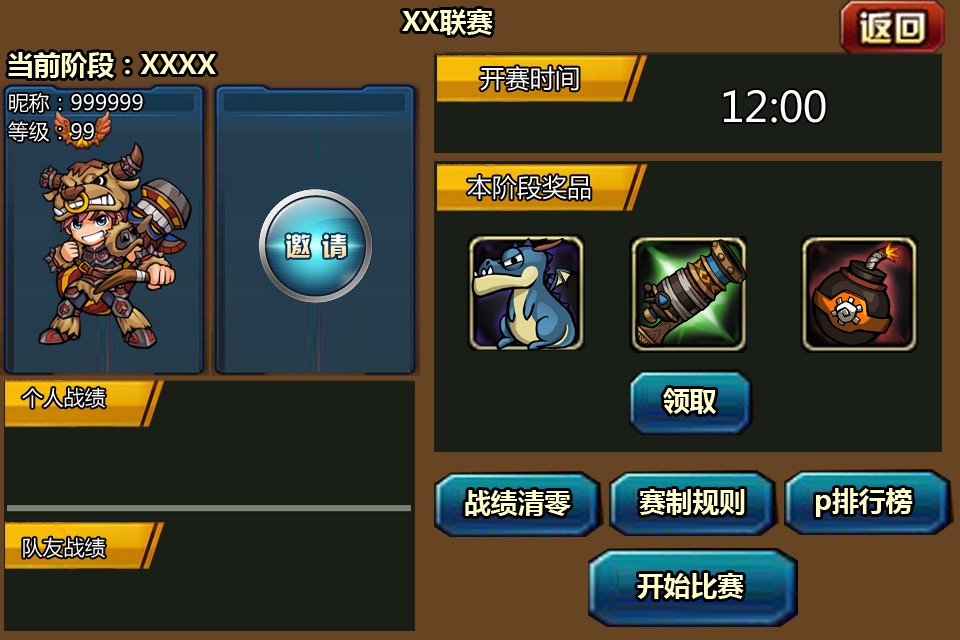 XX联赛
返回
当前阶段：XXXX
昵称：999999
等级：99
邀 请
开赛时间
12:00
本阶段奖品
领取
个人战绩
队友战绩
战绩清零
赛制规则
p排行榜
开始比赛